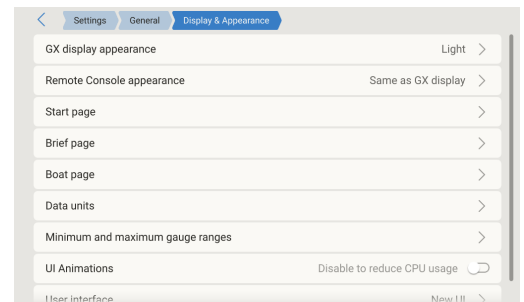 Settings General Display & Appearance
GX display appearance Light
Remote Console appearance Same as GX display
Start page
Brief page
Boat page
Data units
Minimum and maximum gauge ranges
UI Animations Disable to reduce CPU usage
User interface New UI